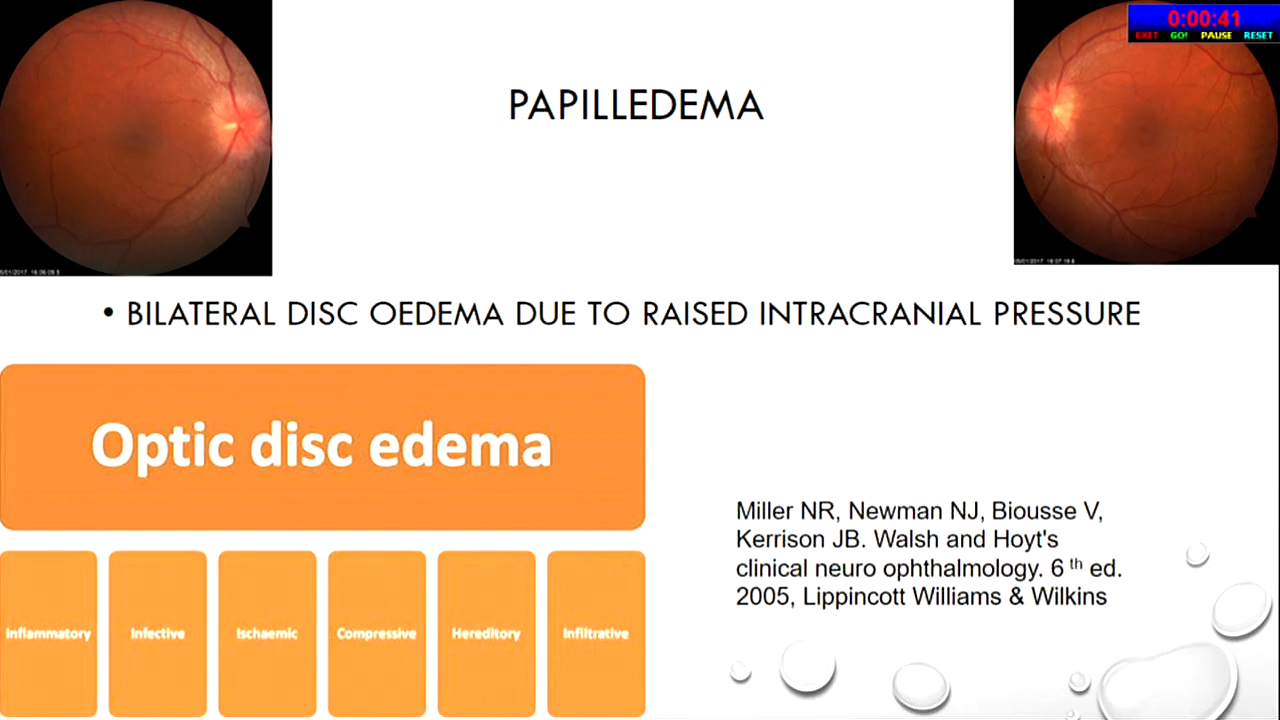 0:00:41
EXIT GO! PAUSE RESET
PAPILLEDEMA
• BILATERAL DISC OEDEMA DUE TO RAISED INTRACRANIAL PRESSURE
Optic disc edema
Inflammatory
Infective
Ischaemic
Compressive
Hereditory
Infiltrative
Miller NR, Newman NJ, Biousse V,
Kerrison JB. Walsh and Hoyt's
clinical neuro ophthalmology. 6 th ed.
2005, Lippincott Williams & Wilkins